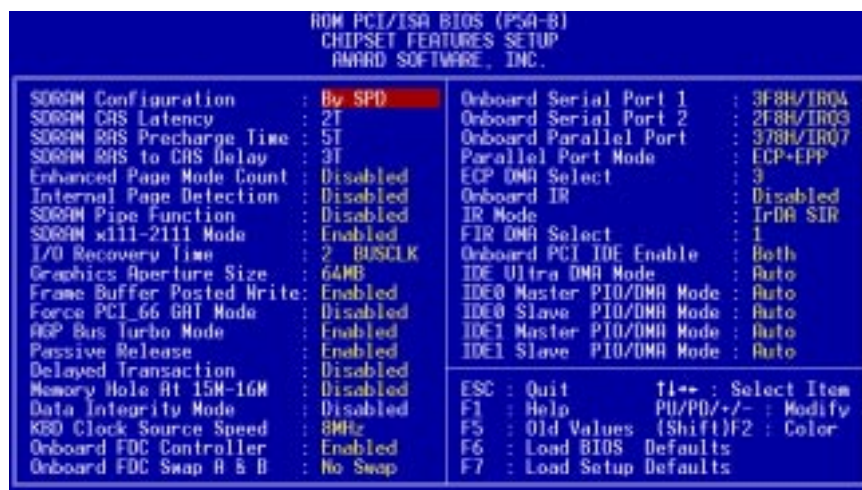 ROM PCI/ISA BIOS (P5A-B)
CHIPSET FEATURES SETUP
AWARD SOFTWARE, INC.
SDRAM Configuration : By SPD
SDRAM CAS Latency : 2T
SDRAM RAS Precharge Time : 5T
SDRAM RAS to CAS Delay : 3T
Enhanced Page Mode Count : Disabled
Internal Page Detection : Disabled
SDRAM Pipe Function : Disabled
SDRAM x111-2111 Mode : Enabled
I/O Recovery Time : 2 BUSCLK
Graphics Aperture Size : 64MB
Frame Buffer Posted Write: Enabled
Force PCI_66 GAT Mode : Disabled
AGP Bus Turbo Mode : Enabled
Passive Release : Enabled
Delayed Transaction : Disabled
Memory Hole At 15M-16M : Disabled
Data Integrity Mode : Disabled
KBD Clock Source Speed : 8MHz
Onboard FDC Controller : Enabled
Onboard FDC Swap A & B : No Swap
Onboard Serial Port 1 : 3F8H/IRQ4
Onboard Serial Port 2 : 2F8H/IRQ3
Onboard Parallel Port : 378H/IRQ7
Parallel Port Mode : ECP+EPP
ECP DMA Select : 3
Onboard IR : Disabled
IR Mode : IrDA SIR
FIR DMA Select : 1
Onboard PCI IDE Enable : Both
IDE Ultra DMA Mode : Auto
IDE0 Master PIO/DMA Mode : Auto
IDE0 Slave PIO/DMA Mode : Auto
IDE1 Master PIO/DMA Mode : Auto
IDE1 Slave PIO/DMA Mode : Auto
ESC : Quit ↑↓→← : Select Item
F1 : Help PU/PD/+/- : Modify
F5 : Old Values (Shift)F2 : Color
F6 : Load BIOS Defaults
F7 : Load Setup Defaults